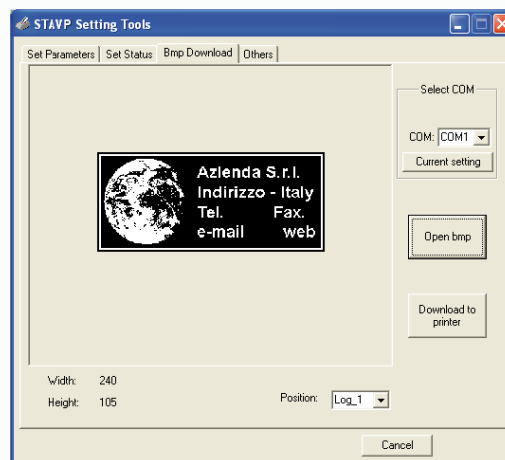 STAVP Setting Tools
Set Parameters Set Status Bmp Download Others
Select COM
COM: COM1
Current setting
Azienda S.r.l.
Indirizzo - Italy
Tel. Fax.
e-mail web
Open bmp
Download to
printer
Width: 240
Height: 105
Position: Log_1
Cancel